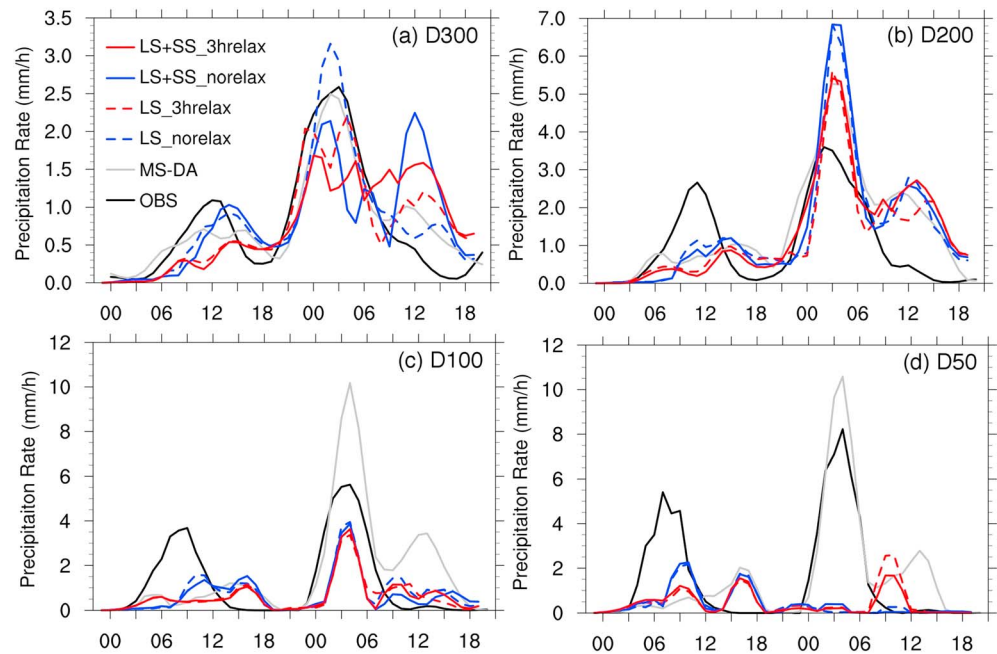 (a) D300
Precipitaiton Rate (mm/h)
3.5
3.0
2.5
2.0
1.5
1.0
0.5
0.0
LS+SS_3hrelax
LS+SS_norelax
LS_3hrelax
LS_norelax
MS-DA
OBS
00 06 12 18 00 06 12 18
(b) D200
Precipitaiton Rate (mm/h)
7.0
6.0
5.0
4.0
3.0
2.0
1.0
0.0
00 06 12 18 00 06 12 18
(c) D100
Precipitaiton Rate (mm/h)
12
10
8
6
4
2
0
00 06 12 18 00 06 12 18
(d) D50
Precipitaiton Rate (mm/h)
12
10
8
6
4
2
0
00 06 12 18 00 06 12 18